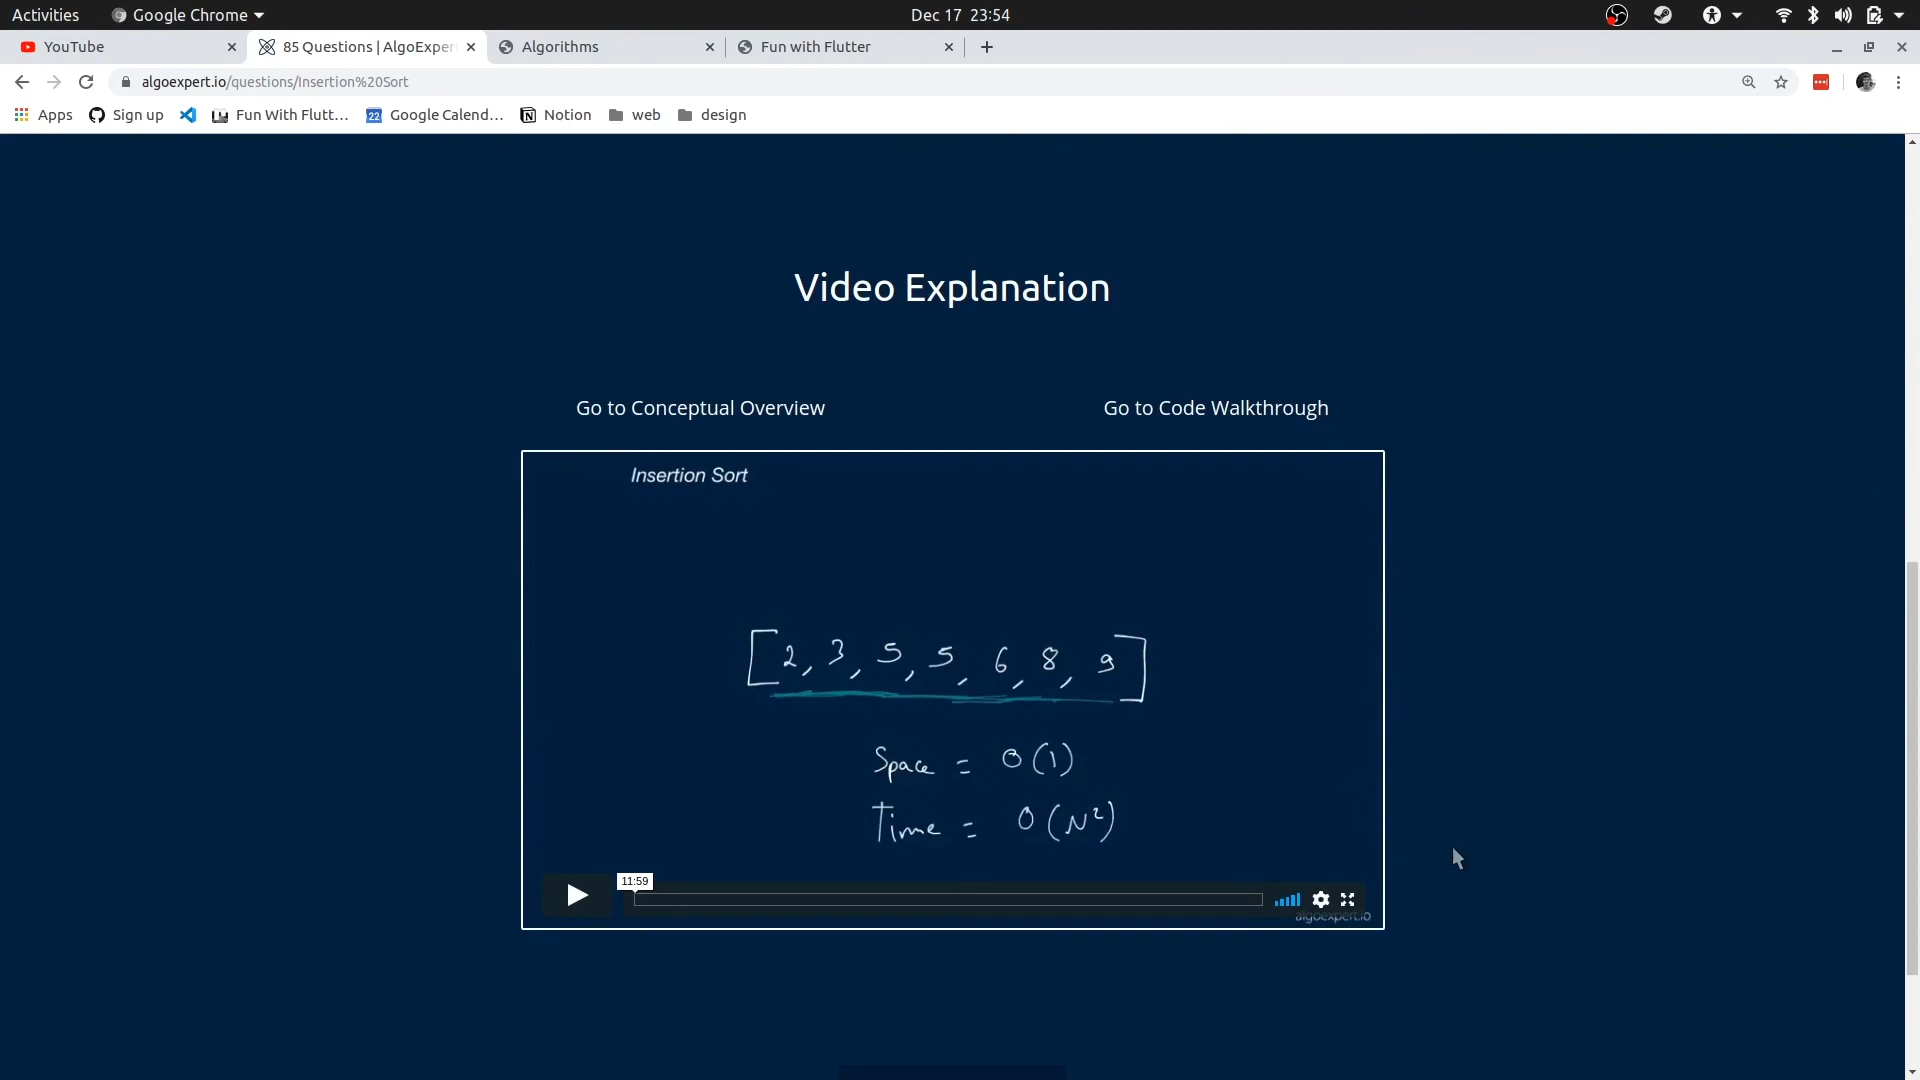 Activities
Google Chrome
Dec 17 23:54
YouTube
85 Questions | AlgoExper
Algorithms
Fun with Flutter
algoexpert.io/questions/Insertion%20Sort
Apps
Sign up
Fun With Flutt...
22
Google Calend...
Notion
web
design
Video Explanation
Go to Conceptual Overview
Go to Code Walkthrough
Insertion Sort
[2, 3, 5, 5, 6, 8, 9]
Space = O(1)
Time = O(N²)
11:59
algoexpert.io